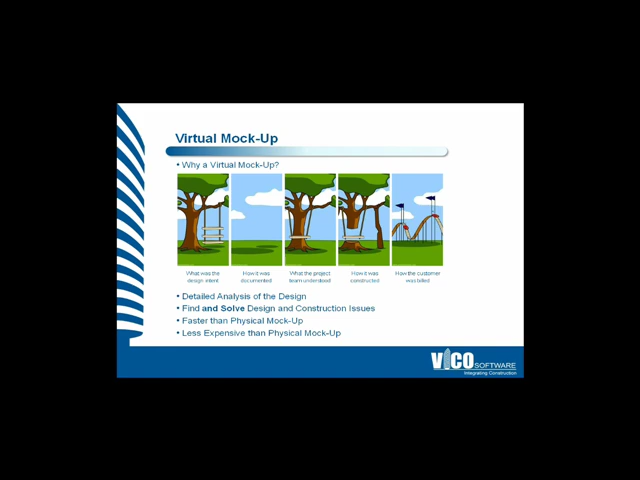 Virtual Mock-Up
• Why a Virtual Mock-Up?
What was the design intent
How it was documented
What the project team understood
How it was constructed
How the customer was billed
• Detailed Analysis of the Design
• Find and Solve Design and Construction Issues
• Faster than Physical Mock-Up
• Less Expensive than Physical Mock-Up
VICO SOFTWARE
Integrating Construction